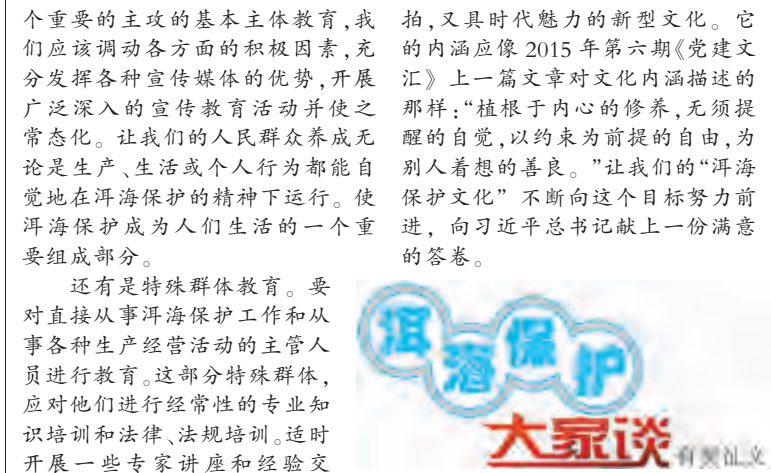 个重要的主攻的基本主体教育,我
们应该调动各方面的积极因素,充
分发挥各种宣传媒体的优势,开展
广泛深入的宣传教育活动并使之
常态化。让我们的人民群众养成无
论是生产、生活或个人行为都能自
觉地在洱海保护的精神下运行。使
洱海保护成为人们生活的一个重
要组成部分。
还有是特殊群体教育。要
对直接从事洱海保护工作和从
事各种生产经营活动的主管人
员进行教育。这部分特殊群体,
应对他们进行经常性的专业知
识培训和法律、法规培训。适时
开展一些专家讲座和经验交
拍,又具时代魅力的新型文化。它
的内涵应像 2015 年第六期《党建文
汇》上一篇文章对文化内涵描述的
那样:“植根于内心的修养,无须提
醒的自觉,以约束为前提的自由,为
别人着想的善良。”让我们的“洱海
保护文化” 不断向这个目标努力前
进, 向习近平总书记献上一份满意
的答卷。
洱海保护
大家谈
有奖征文